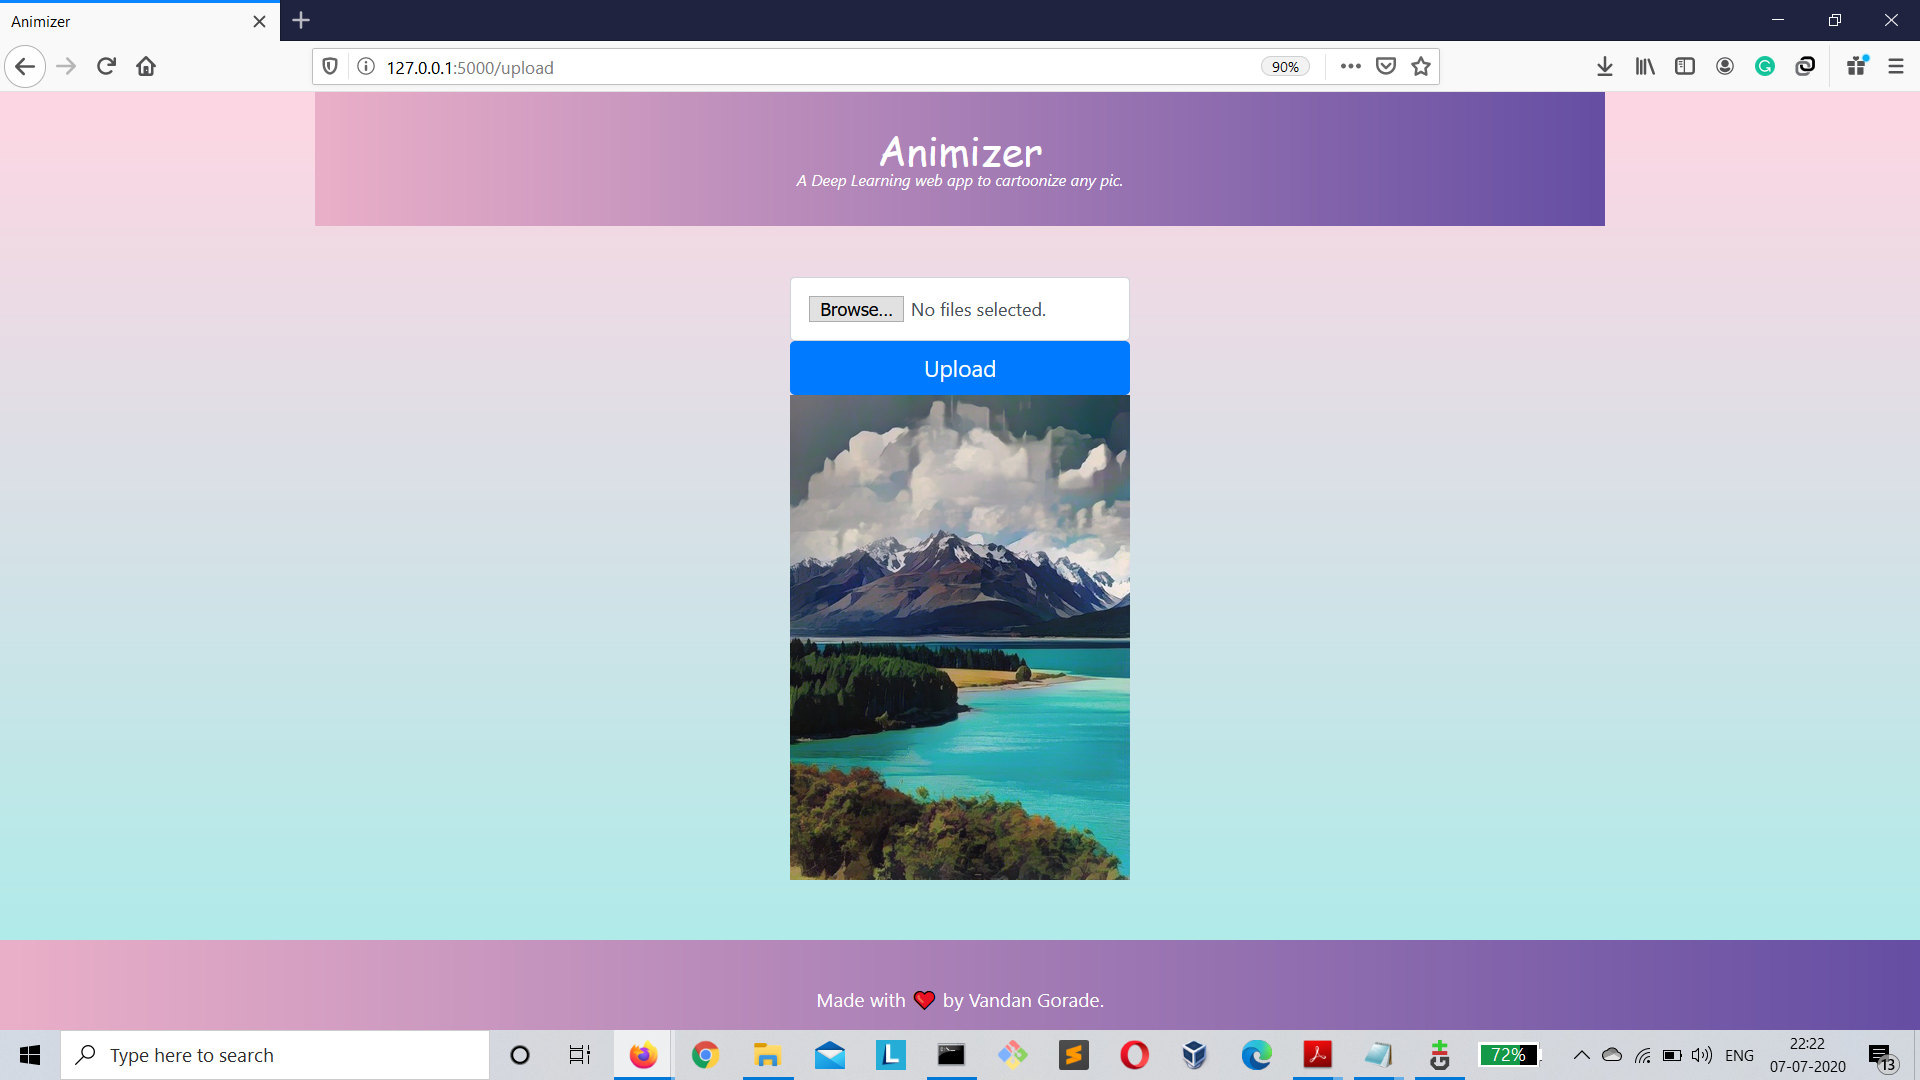 Animizer
127.0.0.1:5000/upload
90%
Animizer
A Deep Learning web app to cartoonize any pic.
Browse... No files selected.
Upload
Made with ❤ by Vandan Gorade.
Type here to search
L
72%
ENG
22:22
07-07-2020
13